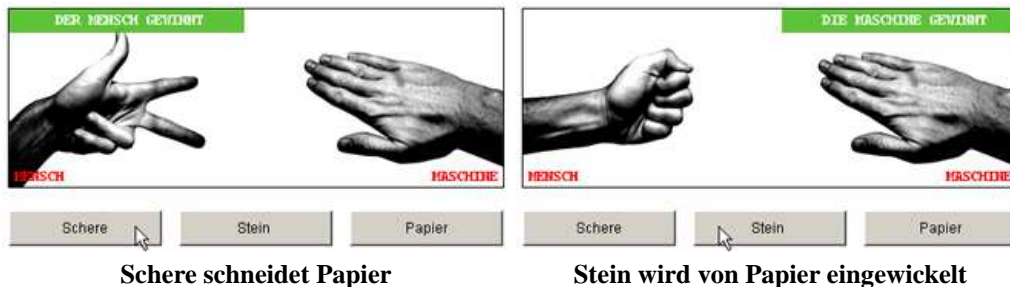 DER MENSCH GEWINNT
MENSCH
MASCHINE
Schere
Stein
Papier
Schere schneidet Papier
DIE MASCHINE GEWINNT
MENSCH
MASCHINE
Schere
Stein
Papier
Stein wird von Papier eingewickelt